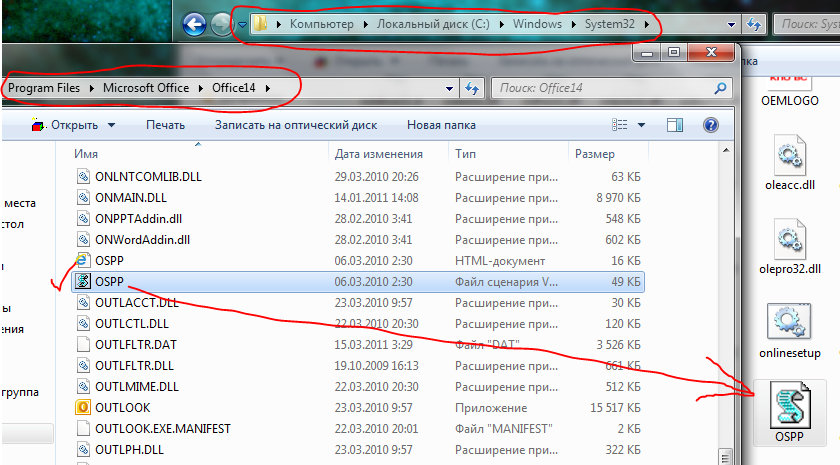 Компьютер Локальный диск (C:) Windows System32 Поиск: Sys
Program Files Microsoft Office Office14 Поиск: Office14
Открыть Печать Записать на оптический диск Новая папка
Имя Дата изменения Тип Размер
ONLNTCOMLIB.DLL 29.03.2010 20:26 Расширение при... 63 КБ
ONMAIN.DLL 14.01.2011 14:08 Расширение при... 8 970 КБ
ONPPTAddin.dll 28.02.2010 3:41 Расширение при... 548 КБ
ONWordAddin.dll 28.02.2010 3:41 Расширение при... 602 КБ
OSPP 06.03.2010 2:30 HTML-документ 16 КБ
OSPP 06.03.2010 2:30 Файл сценария V... 49 КБ
OUTLACCT.DLL 23.03.2010 9:57 Расширение при... 30 КБ
OUTLCTL.DLL 22.03.2010 20:30 Расширение при... 120 КБ
OUTLFLTR.DAT 15.03.2011 3:29 Файл "DAT" 3 526 КБ
OUTLFLTR.DLL 19.10.2009 16:13 Расширение при... 661 КБ
OUTLMIME.DLL 22.03.2010 20:30 Расширение при... 512 КБ
OUTLOOK 23.03.2010 9:57 Приложение 15 517 КБ
OUTLOOK.EXE.MANIFEST 22.03.2010 20:01 Файл "MANIFEST" 2 КБ
OUTLPH.DLL 23.03.2010 9:57 Расширение при... 322 КБ
места
стол
ы
ения
группа
пка
OEMLOGO
oleacc.dll
olepro32.dll
onlinesetup
OSPP